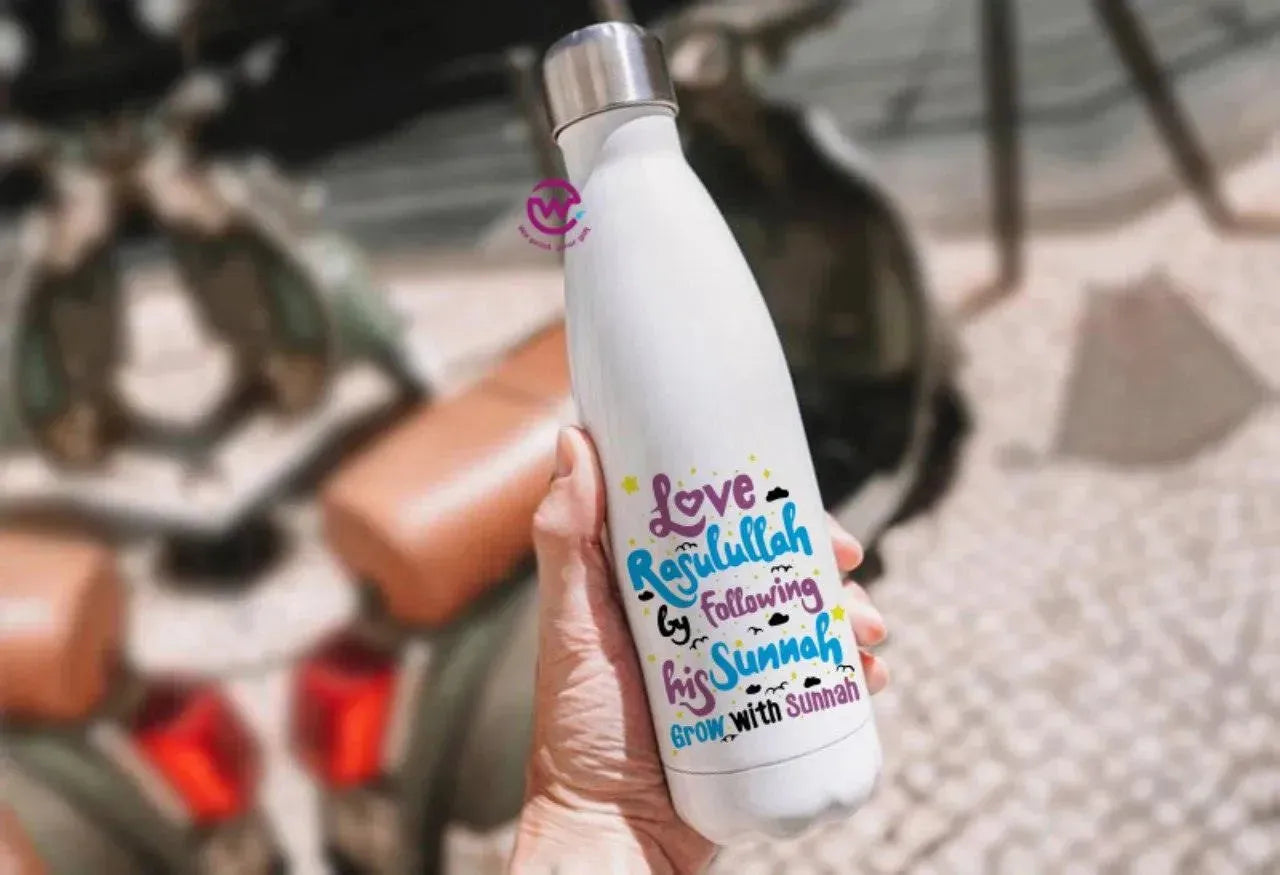 W
Love
Rasulullah
by Following
his Sunnah
Grow with Sunnah